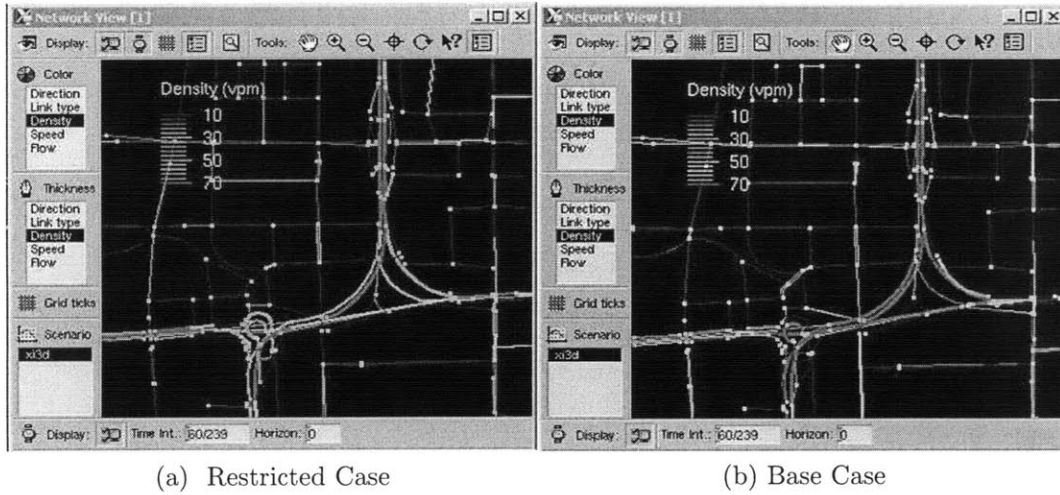 Network View [1]
Display: Tools:
Color
Direction
Link type
Density
Speed
Flow
Thickness
Direction
Link type
Density
Speed
Flow
Grid ticks
Scenario
xi3d
Density (vpm)
10
30
50
70
Display: Time Int.: 60/239 Horizon: 0
(a) Restricted Case
Network View [1]
Display: Tools:
Color
Direction
Link type
Density
Speed
Flow
Thickness
Direction
Link type
Density
Speed
Flow
Grid ticks
Scenario
xi3d
Density (vpm)
10
30
50
70
Display: Time Int.: 60/239 Horizon: 0
(b) Base Case